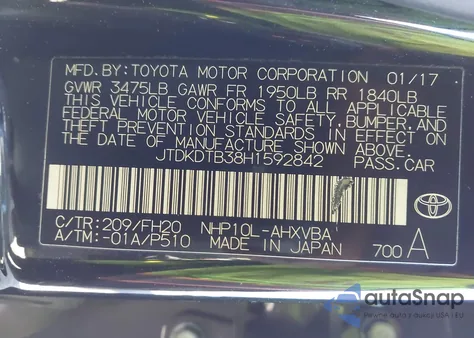 MFD.BY:TOYOTA MOTOR CORPORATION 01/17
GVWR 3475LB GAWR FR 1950LB RR 1840LB
THIS VEHICLE CONFORMS TO ALL APPLICABLE
FEDERAL MOTOR VEHICLE SAFETY, BUMPER, AND
THEFT PREVENTION STANDARDS IN EFFECT ON
THE DATE OF MANUFACTURE SHOWN ABOVE.
JTDKDTB38H1592842 PASS.CAR
C/TR:209/FH20 NHP10L-AHXVBA
A/TM:-01A/P510 MADE IN JAPAN 700 A
TOYOTA
autoSnap